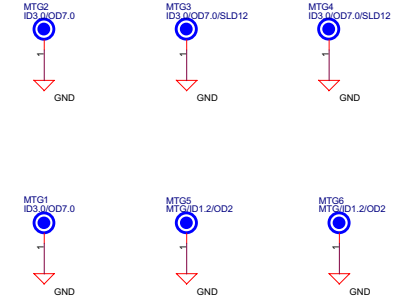 MTG2
ID3.0/OD7.0
1
GND
MTG3
ID3.0/OD7.0/SLD12
1
GND
MTG4
ID3.0/OD7.0/SLD12
1
GND
MTG1
ID3.0/OD7.0
1
GND
MTG5
MTG/ID1.2/OD2
1
GND
MTG6
MTG/ID1.2/OD2
1
GND